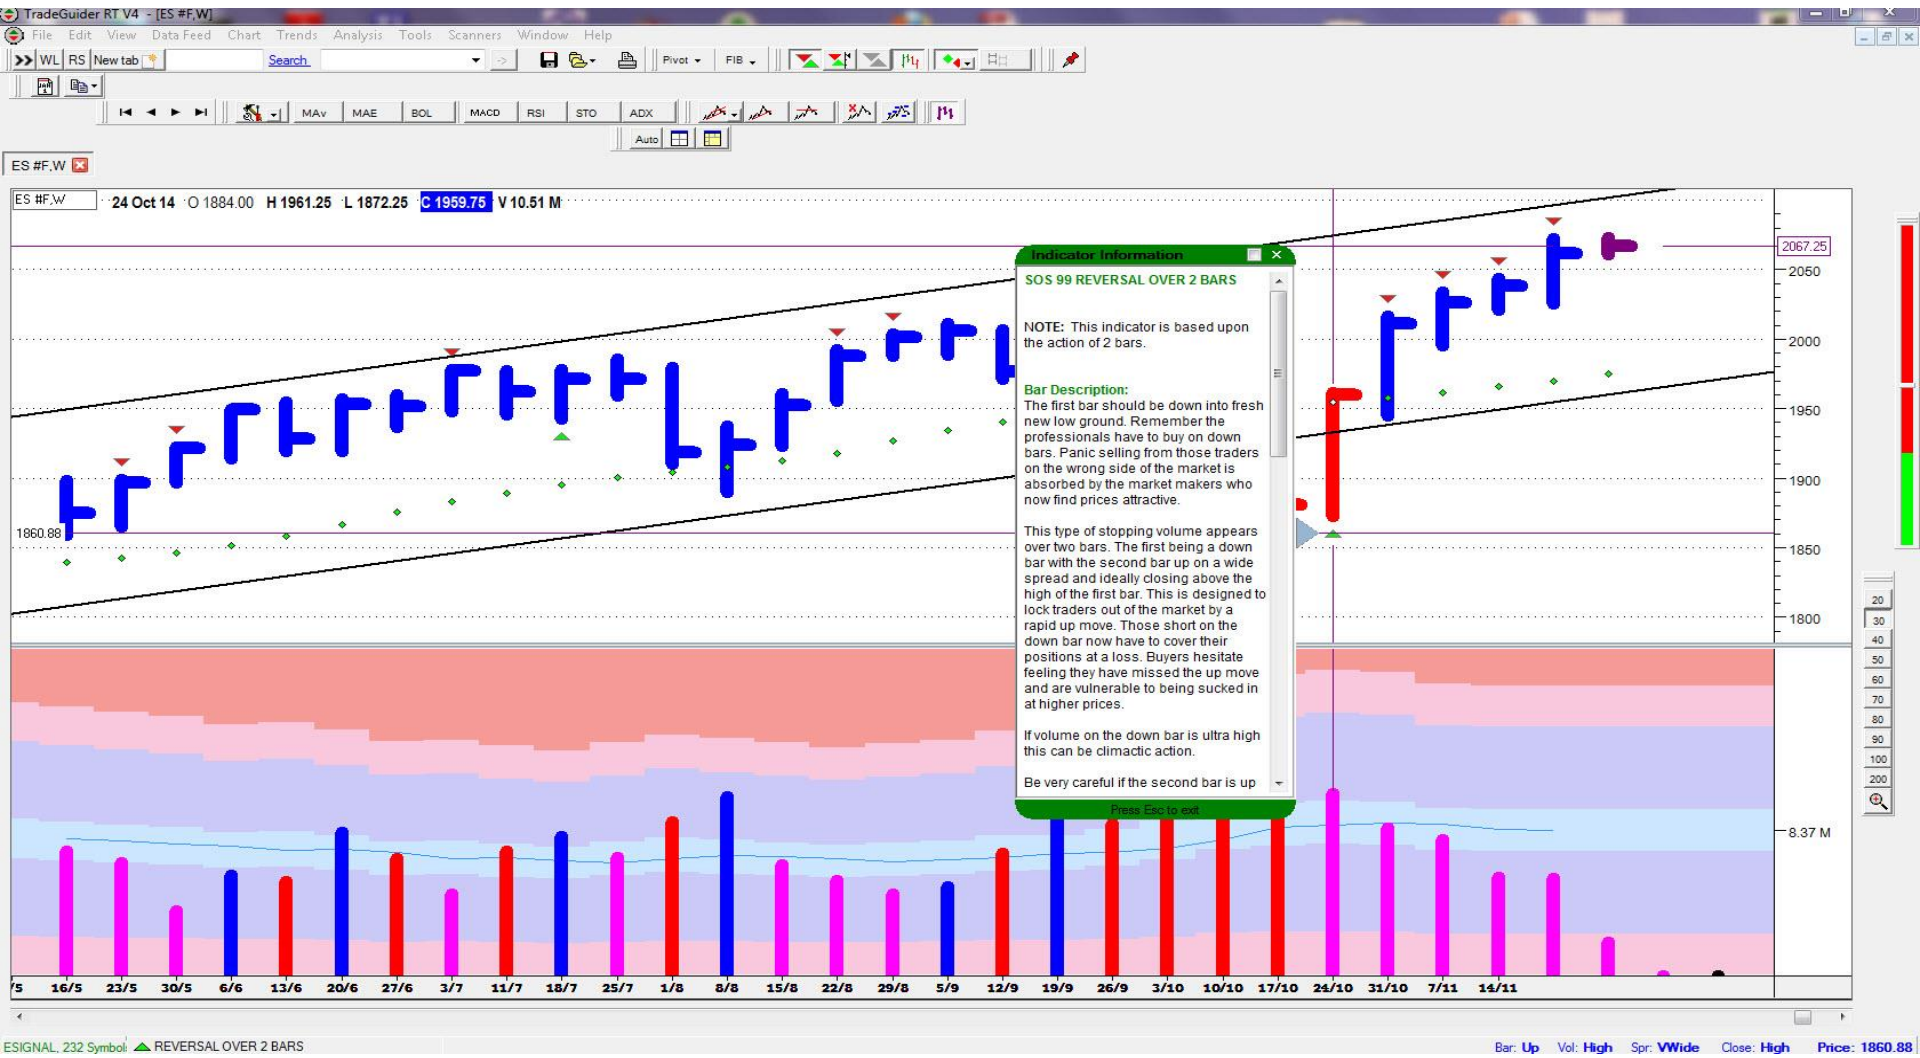 TradeGuider RT V4 - [ES #F,W]
File Edit View Data Feed Chart Trends Analysis Tools Scanners Window Help
WL RS New tab Search Pivot FIB
MAv MAE BOL MACD RSI STO ADX
Auto
ES #F,W
ES #F,W 24 Oct 14 O 1884.00 H 1961.25 L 1872.25 C 1959.75 V 10.51 M
2067.25
2050
2000
1950
1900
1850
1800
1860.88
Indicator Information
SOS 99 REVERSAL OVER 2 BARS
NOTE: This indicator is based upon
the action of 2 bars.
Bar Description:
The first bar should be down into fresh
new low ground. Remember the
professionals have to buy on down
bars. Panic selling from those traders
on the wrong side of the market is
absorbed by the market makers who
now find prices attractive.
This type of stopping volume appears
over two bars. The first being a down
bar with the second bar up on a wide
spread and ideally closing above the
high of the first bar. This is designed to
lock traders out of the market by a
rapid up move. Those short on the
down bar now have to cover their
positions at a loss. Buyers hesitate
feeling they have missed the up move
and are vulnerable to being sucked in
at higher prices.
If volume on the down bar is ultra high
this can be climactic action.
Be very careful if the second bar is up
Press Esc to exit
20
30
40
50
60
70
80
90
100
200
8.37 M
/5 16/5 23/5 30/5 6/6 13/6 20/6 27/6 3/7 11/7 18/7 25/7 1/8 8/8 15/8 22/8 29/8 5/9 12/9 19/9 26/9 3/10 10/10 17/10 24/10 31/10 7/11 14/11
ESIGNAL, 232 Symbol REVERSAL OVER 2 BARS Bar: Up Vol: High Spr: VWide Close: High Price: 1860.88